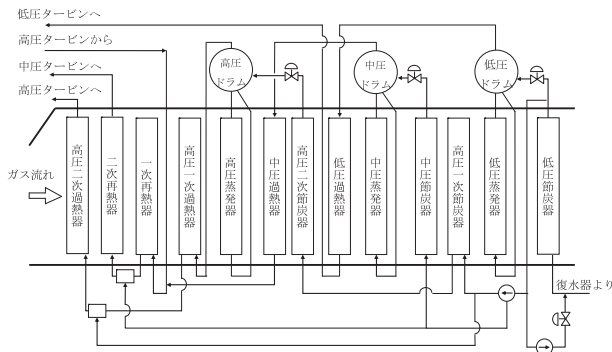 低圧タービンへ
高圧タービンから
中圧タービンへ
高圧タービンへ
ガス流れ
高圧
ドラム
中圧
ドラム
低圧
ドラム
高圧二次過熱器
二次再熱器
一次再熱器
高圧一次過熱器
高圧蒸発器
中圧過熱器
高圧二次節炭器
低圧過熱器
中圧蒸発器
中圧節炭器
高圧一次節炭器
低圧蒸発器
低圧節炭器
復水器より